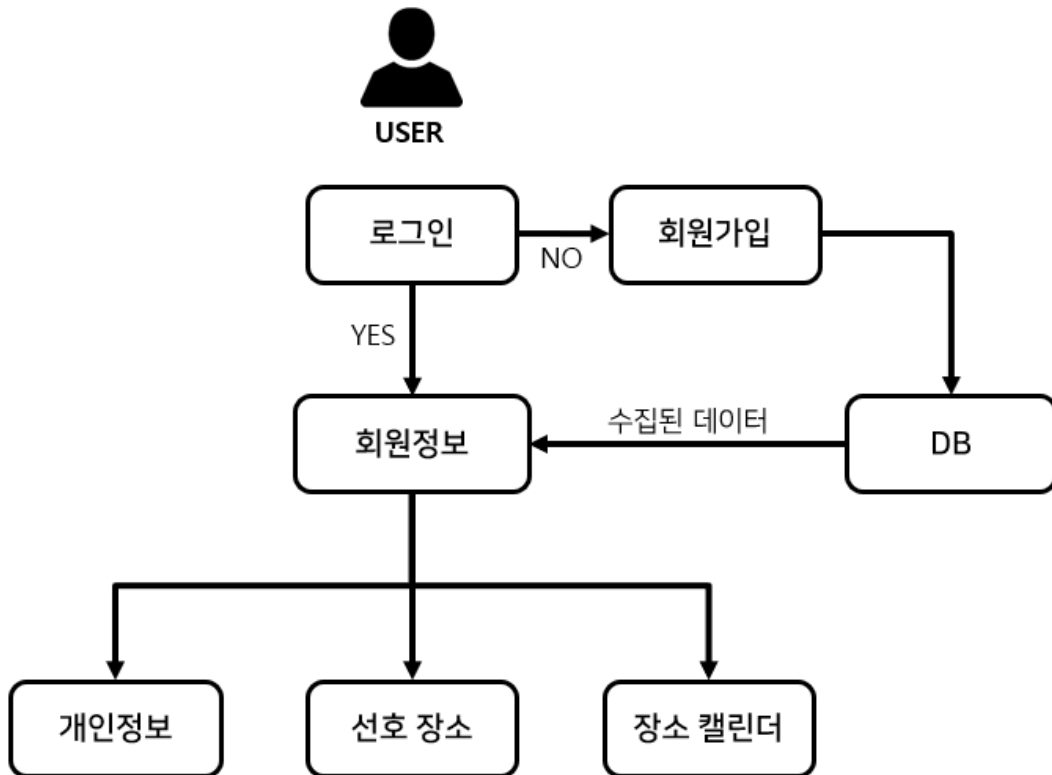 USER
로그인
NO
회원가입
YES
회원정보
수집된 데이터
DB
개인정보
선호 장소
장소 캘린더